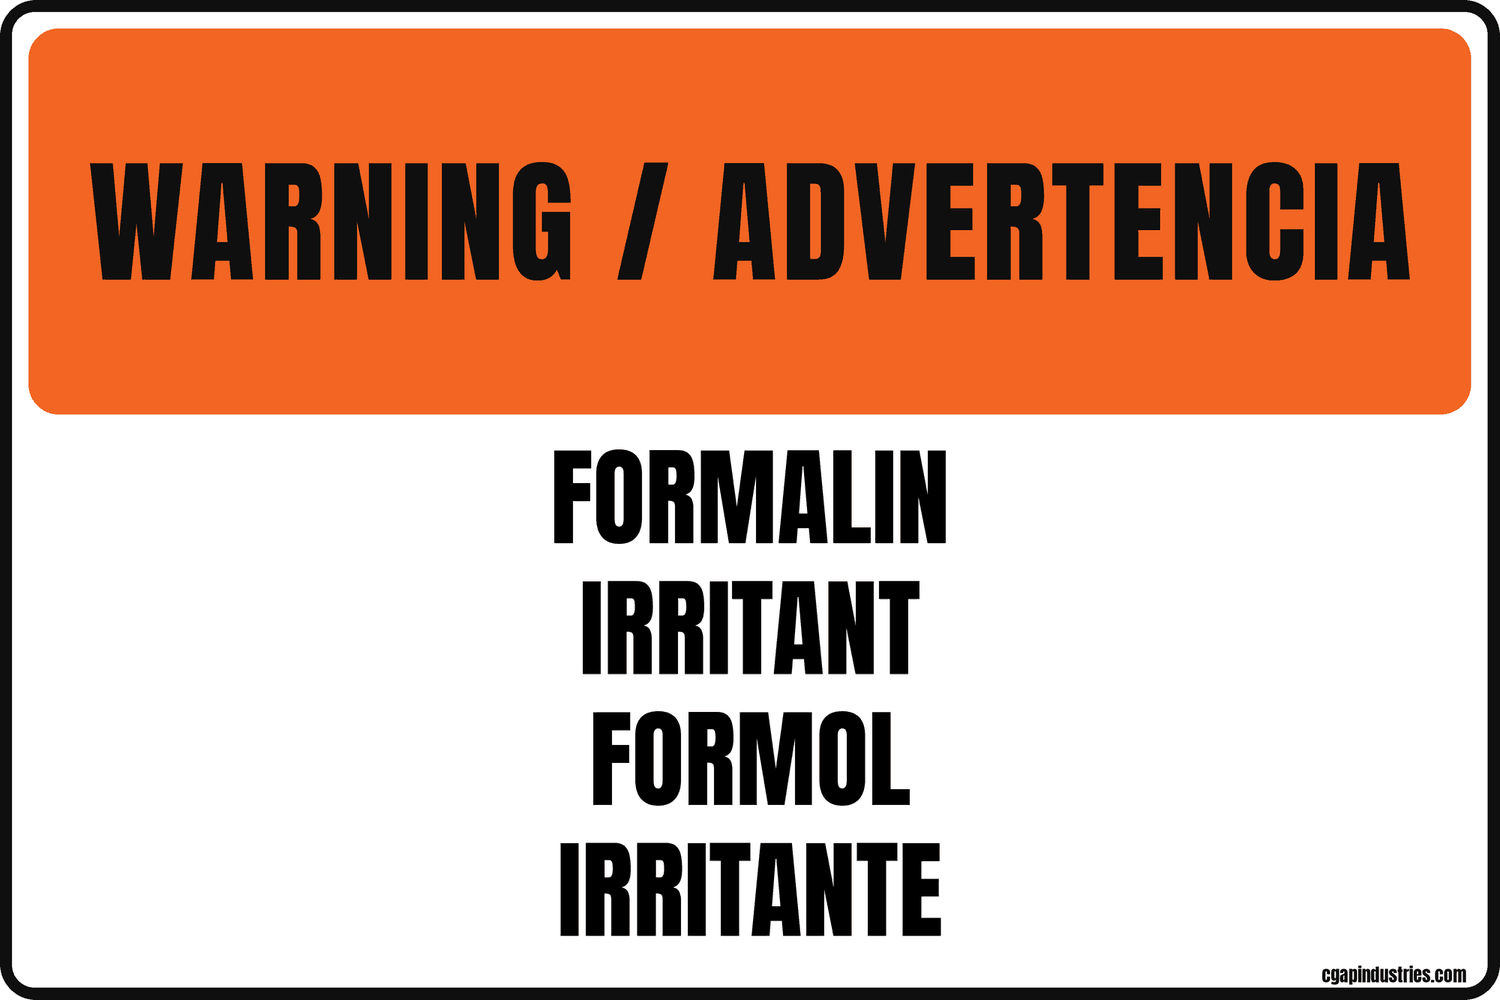 WARNING / ADVERTENCIA
FORMALIN
IRRITANT
FORMOL
IRRITANTE
cgapindustries.com